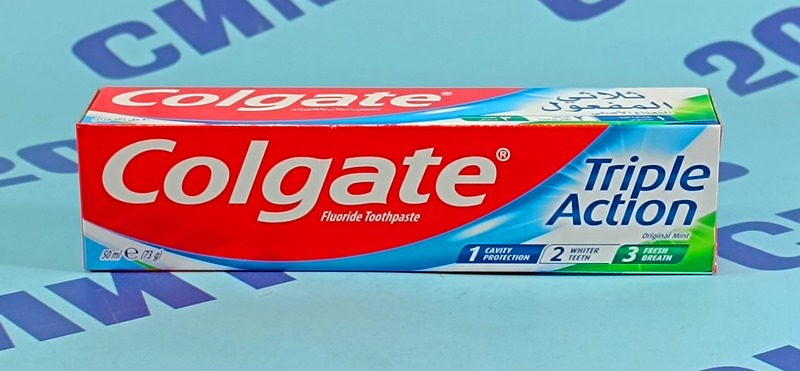 Colgate®
ثلاثي
المفعول
Colgate®
Fluoride Toothpaste
Triple
Action
Original Mint
50 ml ℮ (73 g)
1 CAVITY PROTECTION
2 WHITER TEETH
3 FRESH BREATH